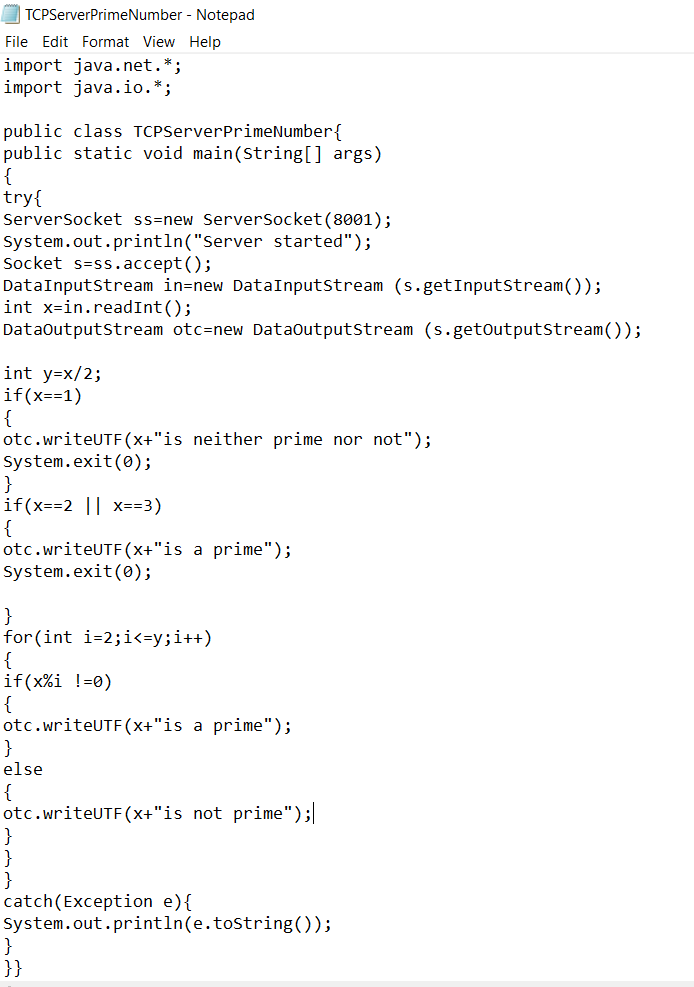 TCPServerPrimeNumber - Notepad
File Edit Format View Help
import java.net.*;
import java.io.*;

public class TCPServerPrimeNumber{
public static void main(String[] args)
{
try{
ServerSocket ss=new ServerSocket(8001);
System.out.println("Server started");
Socket s=ss.accept();
DataInputStream in=new DataInputStream (s.getInputStream());
int x=in.readInt();
DataOutputStream otc=new DataOutputStream (s.getOutputStream());

int y=x/2;
if(x==1)
{
otc.writeUTF(x+"is neither prime nor not");
System.exit(0);
}
if(x==2 || x==3)
{
otc.writeUTF(x+"is a prime");
System.exit(0);

}
for(int i=2;i<=y;i++)
{
if(x%i !=0)
{
otc.writeUTF(x+"is a prime");
}
else
{
otc.writeUTF(x+"is not prime");
}
}
}
catch(Exception e){
System.out.println(e.toString());
}
}}